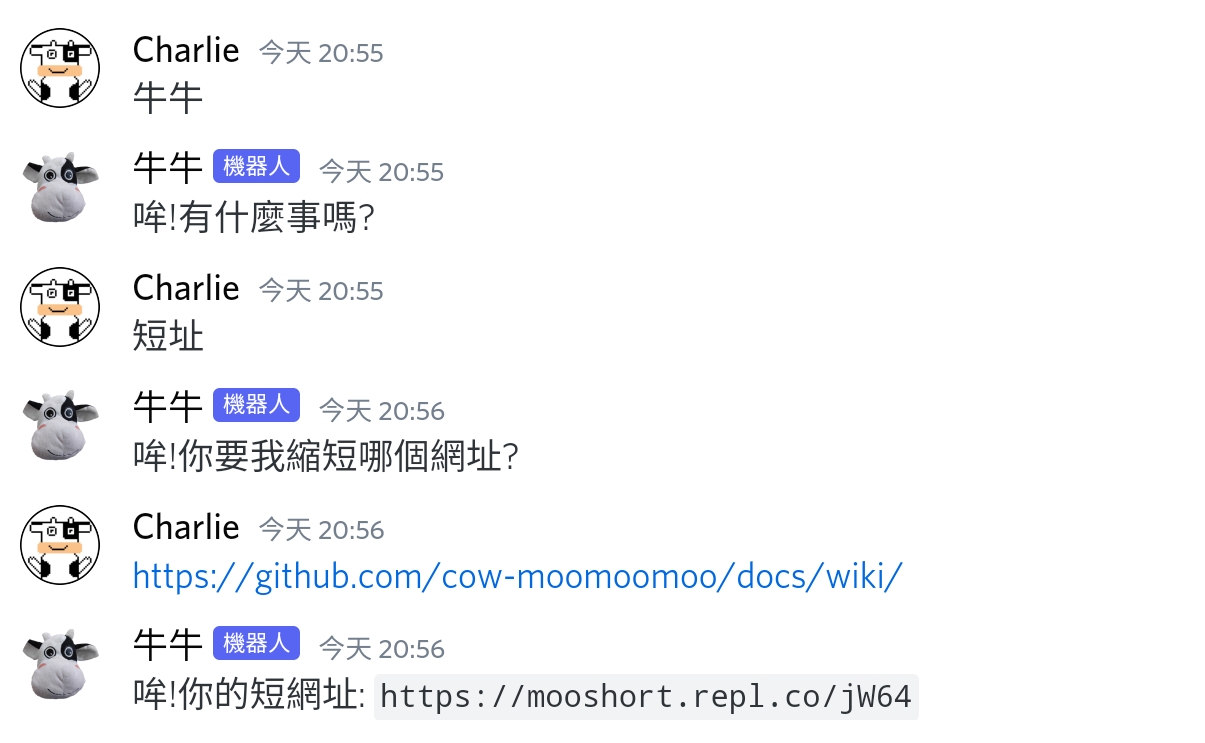 Charlie 今天 20:55
牛牛
牛牛 機器人 今天 20:55
哞!有什麼事嗎?
Charlie 今天 20:55
短址
牛牛 機器人 今天 20:56
哞!你要我縮短哪個網址?
Charlie 今天 20:56
https://github.com/cow-moomoomoo/docs/wiki/
牛牛 機器人 今天 20:56
哞!你的短網址: https://mooshort.repl.co/jW64